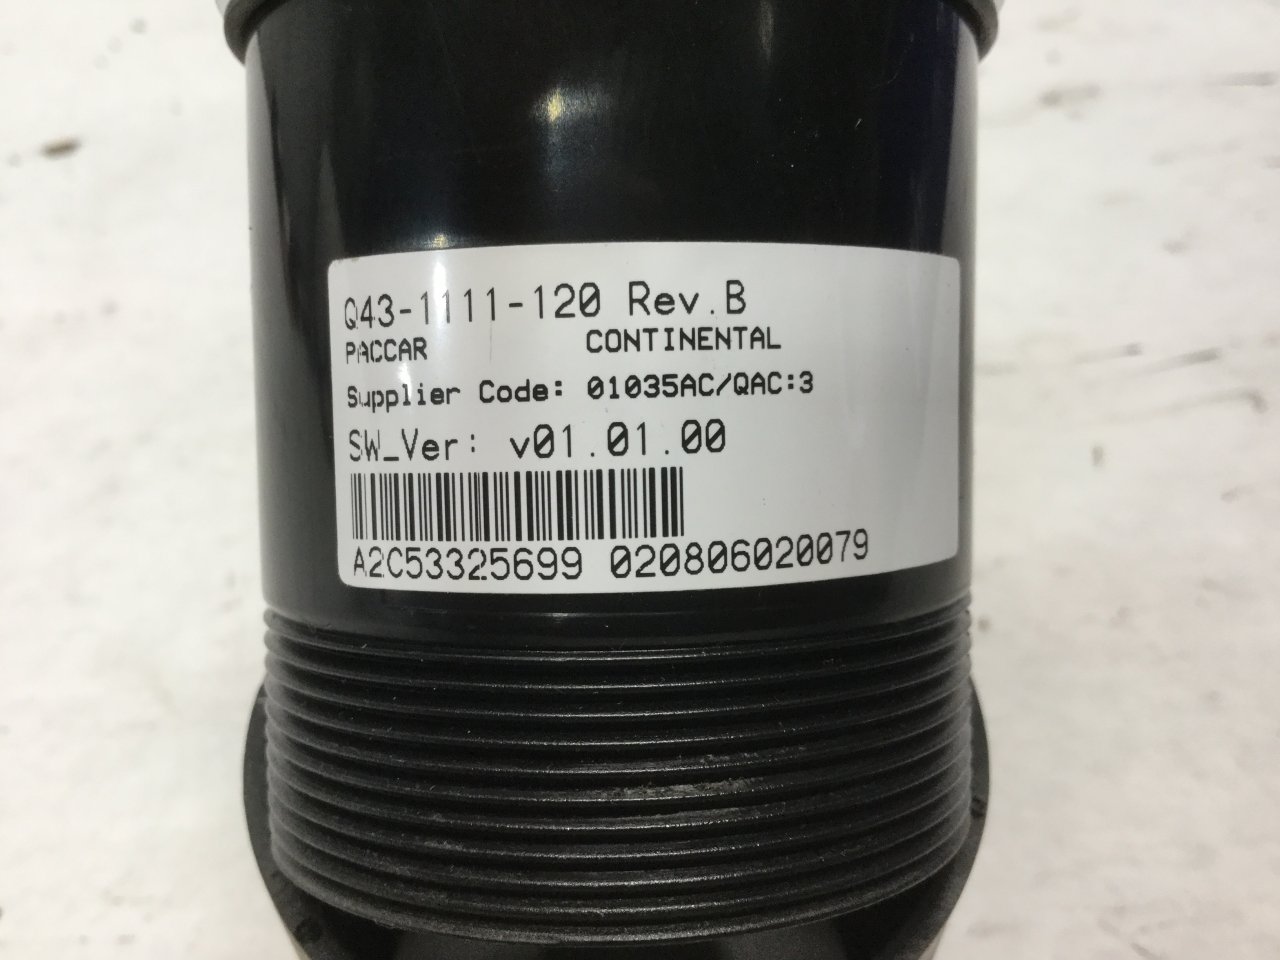 Q43-1111-120 Rev.B
PACCAR CONTINENTAL
Supplier Code: 01035AC/QAC:3
SW_Ver: v01.01.00
A2C53325699 020806020079